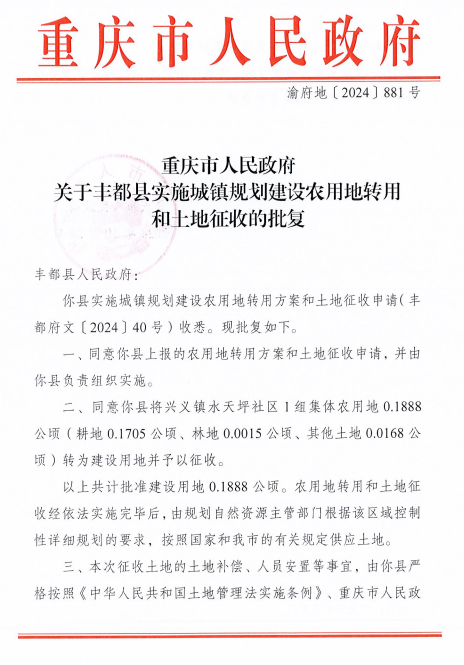 重庆市人民政府
渝府地〔2024〕881号
重庆市人民政府
关于丰都县实施城镇规划建设农用地转用
和土地征收的批复
丰都县人民政府：
你县实施城镇规划建设农用地转用方案和土地征收申请（丰
都府文〔2024〕40号）收悉。现批复如下。
一、同意你县上报的农用地转用方案和土地征收申请，并由
你县负责组织实施。
二、同意你县将兴义镇水天坪社区1组集体农用地0.1888
公顷（耕地0.1705公顷、林地0.0015公顷、其他土地0.0168公
顷）转为建设用地并予以征收。
以上共计批准建设用地0.1888公顷。农用地转用和土地征
收经依法实施完毕后，由规划自然资源主管部门根据该区域控制
性详细规划的要求，按照国家和我市的有关规定供应土地。
三、本次征收土地的土地补偿、人员安置等事宜，由你县严
格按照《中华人民共和国土地管理法实施条例》、重庆市人民政